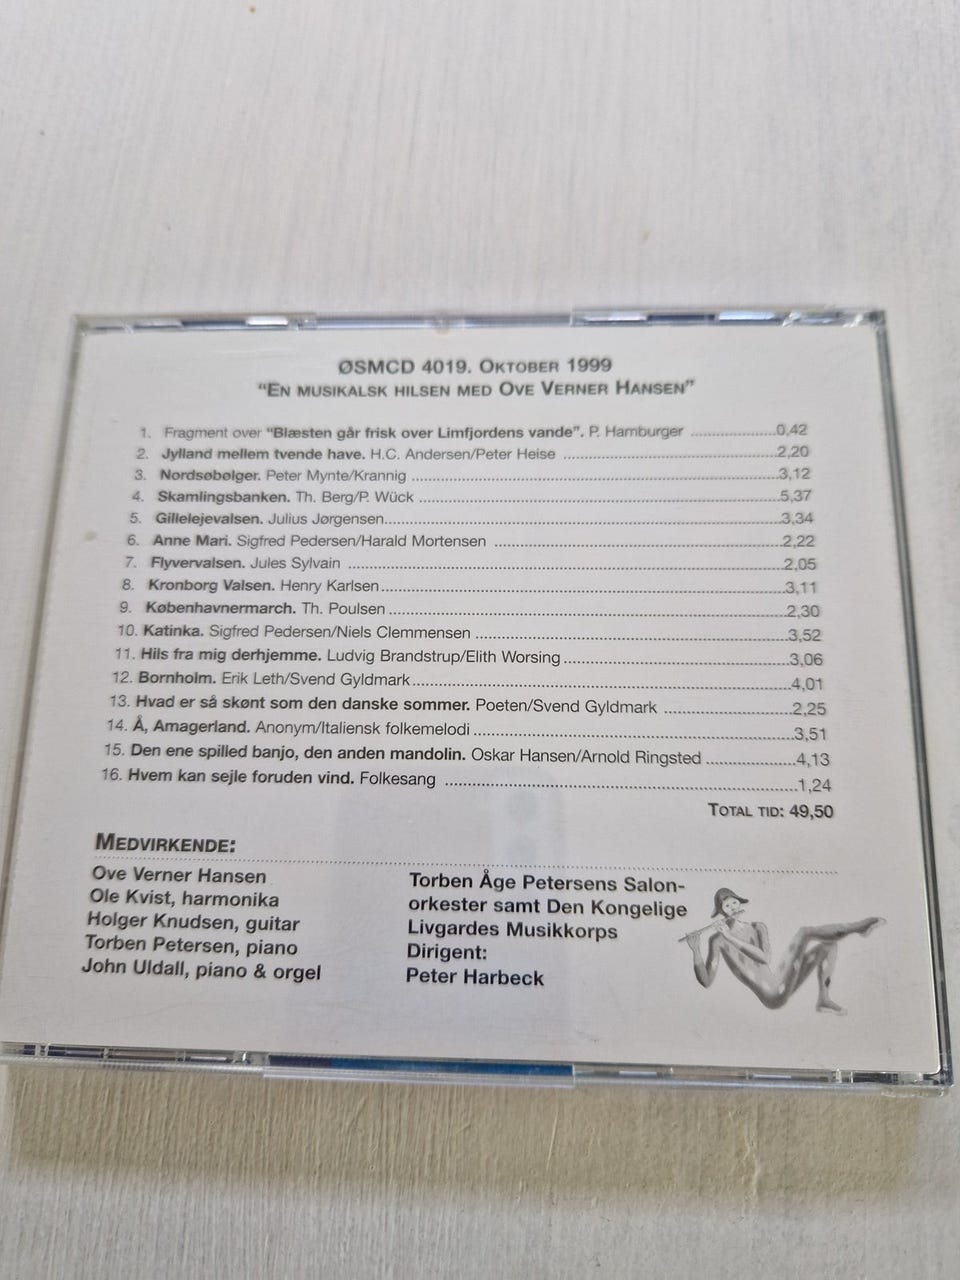 ØSMCD 4019. OKTOBER 1999
"EN MUSIKALSK HILSEN MED OVE VERNER HANSEN"
1. Fragment over "Blæsten går frisk over Limfjordens vande". P. Hamburger ....................0,42
2. Jylland mellem tvende have. H.C. Andersen/Peter Heise ....................2,20
3. Nordsøbølger. Peter Mynte/Krannig ....................3,12
4. Skamlingsbanken. Th. Berg/P. Wück ....................5,37
5. Gillelejevalsen. Julius Jørgensen....................3,34
6. Anne Mari. Sigfred Pedersen/Harald Mortensen ....................2,22
7. Flyvervalsen. Jules Sylvain ....................2,05
8. Kronborg Valsen. Henry Karlsen....................3,11
9. Københavnermarch. Th. Poulsen ....................2,30
10. Katinka. Sigfred Pedersen/Niels Clemmensen ....................3,52
11. Hils fra mig derhjemme. Ludvig Brandstrup/Elith Worsing....................3,06
12. Bornholm. Erik Leth/Svend Gyldmark....................4,01
13. Hvad er så skønt som den danske sommer. Poeten/Svend Gyldmark ....................2,25
14. Å, Amagerland. Anonym/Italiensk folkemelodi ....................3,51
15. Den ene spilled banjo, den anden mandolin. Oskar Hansen/Arnold Ringsted ....................4,13
16. Hvem kan sejle foruden vind. Folkesang ....................1,24
TOTAL TID: 49,50
MEDVIRKENDE:
Ove Verner Hansen
Ole Kvist, harmonika
Holger Knudsen, guitar
Torben Petersen, piano
John Uldall, piano & orgel
Torben Åge Petersens Salon-
orkester samt Den Kongelige
Livgardes Musikkorps
Dirigent:
Peter Harbeck